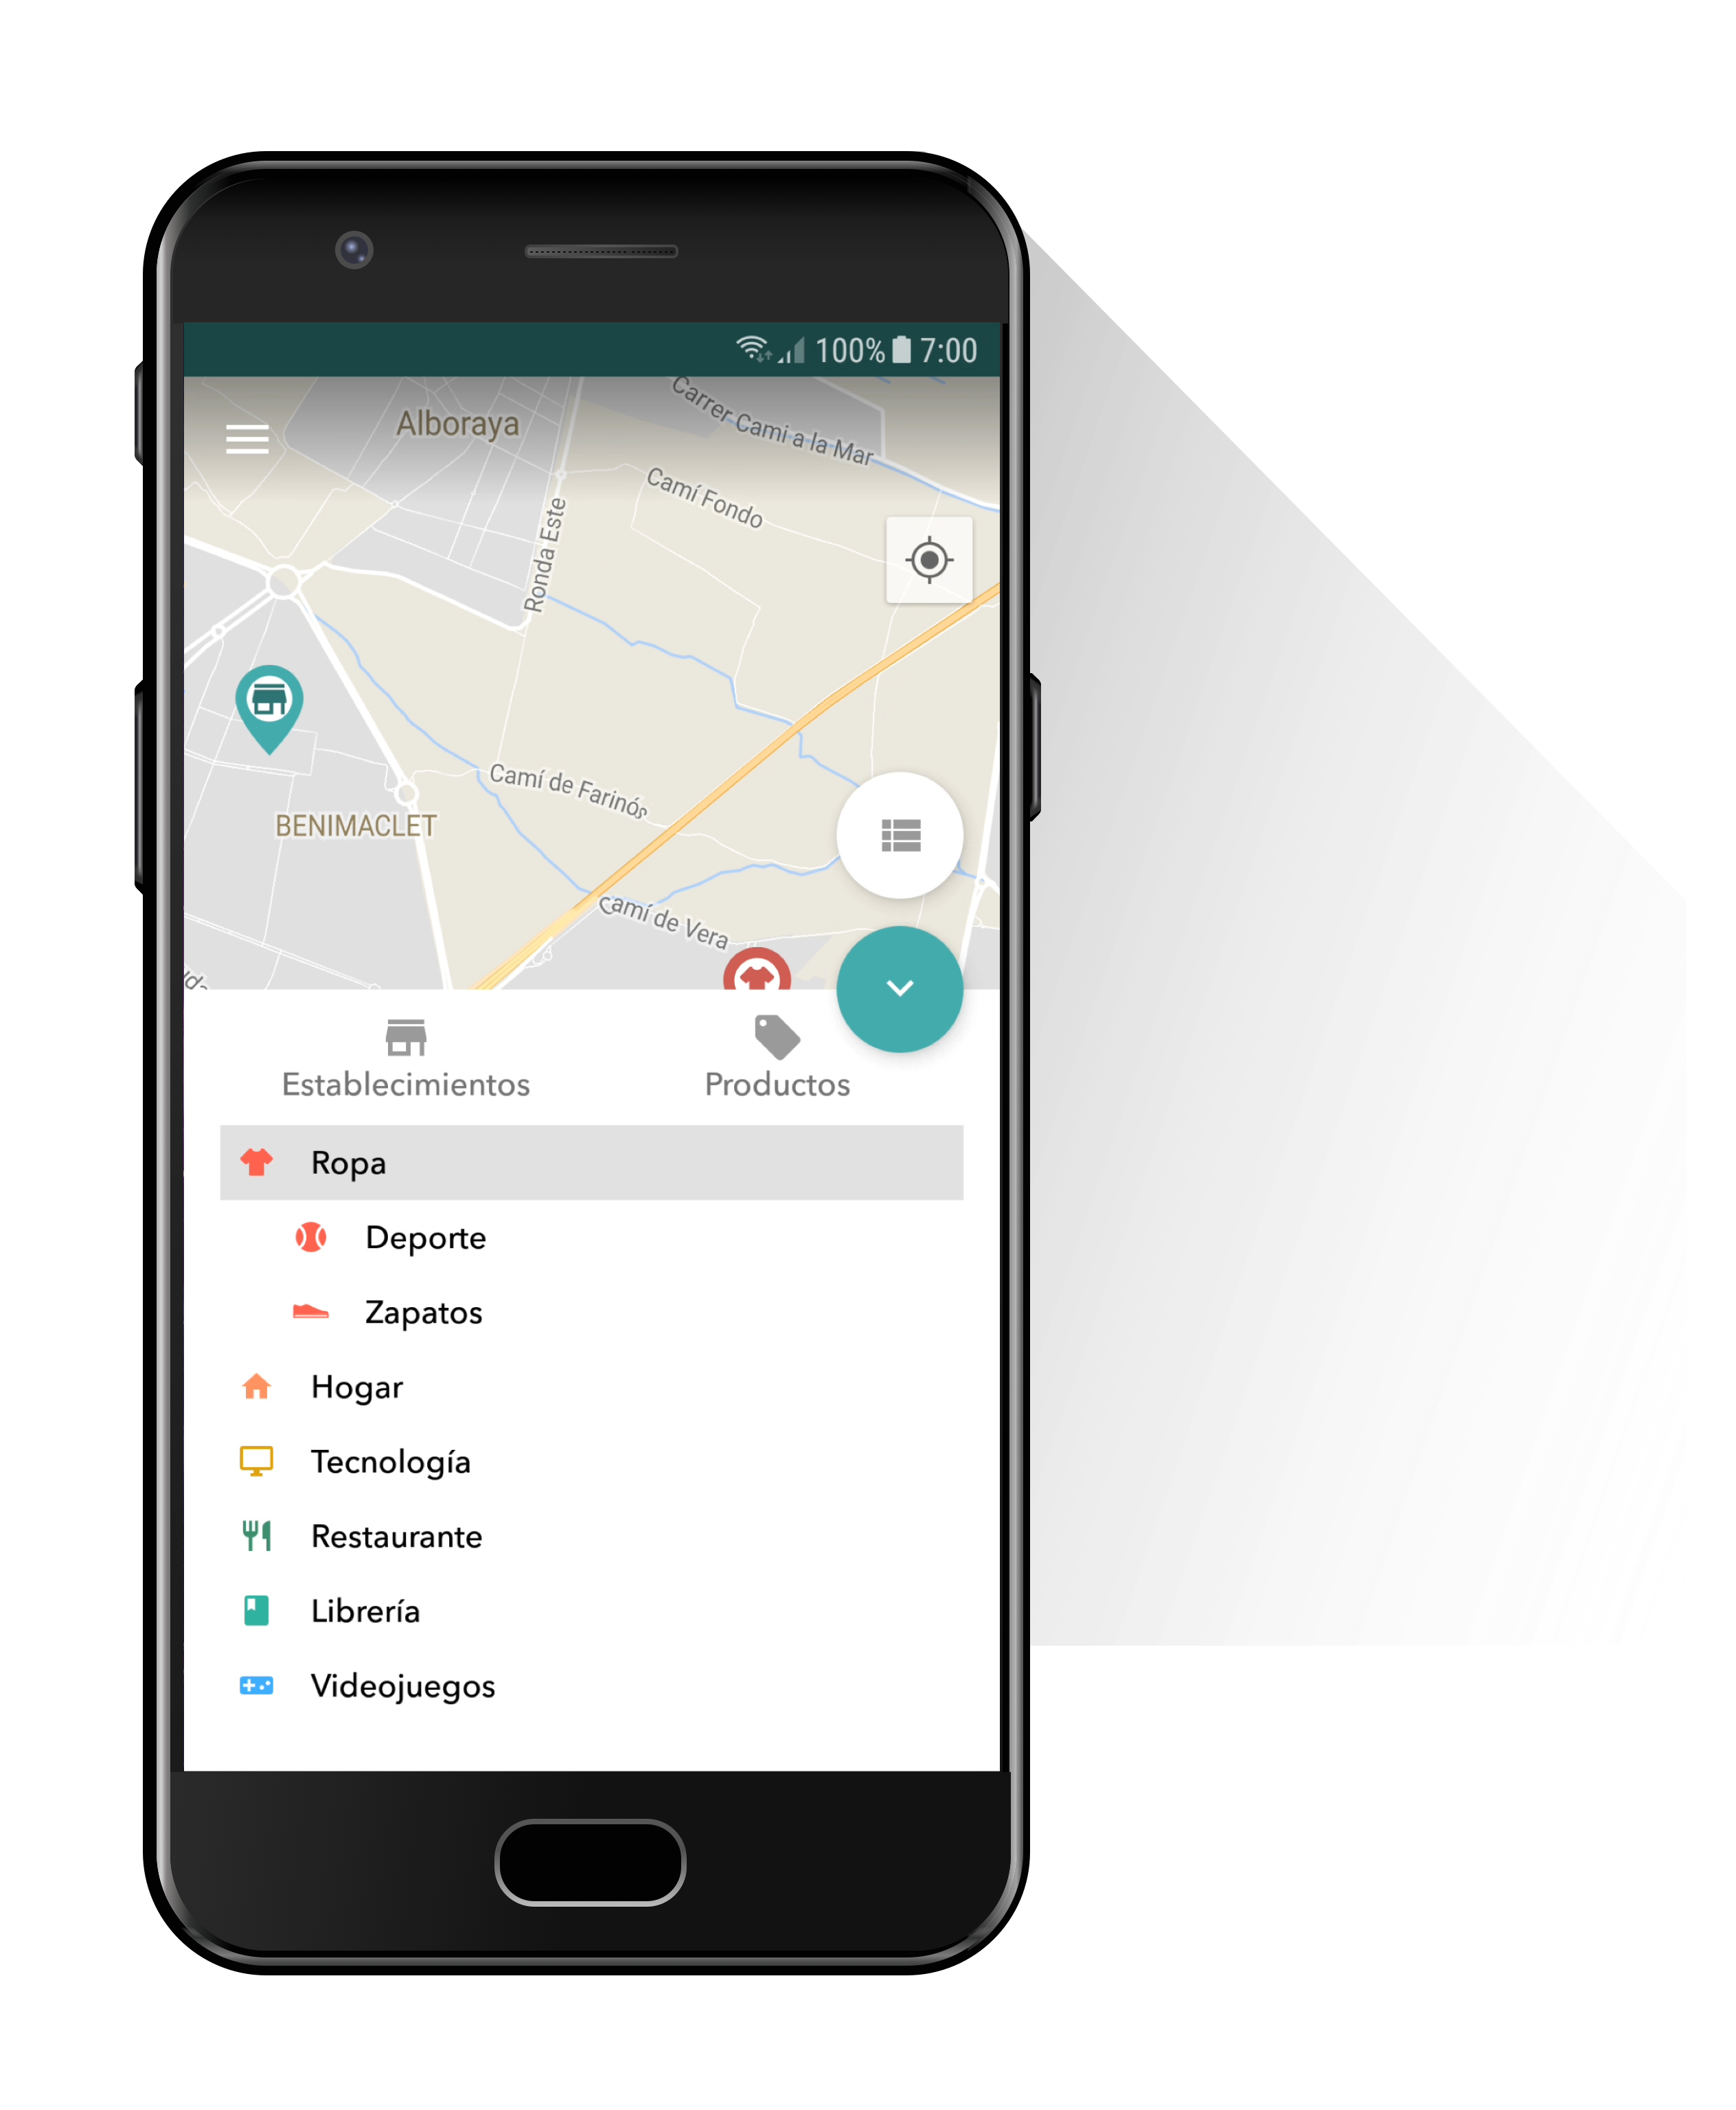 100% 7:00
Alboraya
Carrer Cami a la Mar
Camí Fondo
Ronda Este
Camí de Farinós
BENIMACLET
Camí de Vera
Establecimientos
Productos
Ropa
Deporte
Zapatos
Hogar
Tecnología
Restaurante
Librería
Videojuegos